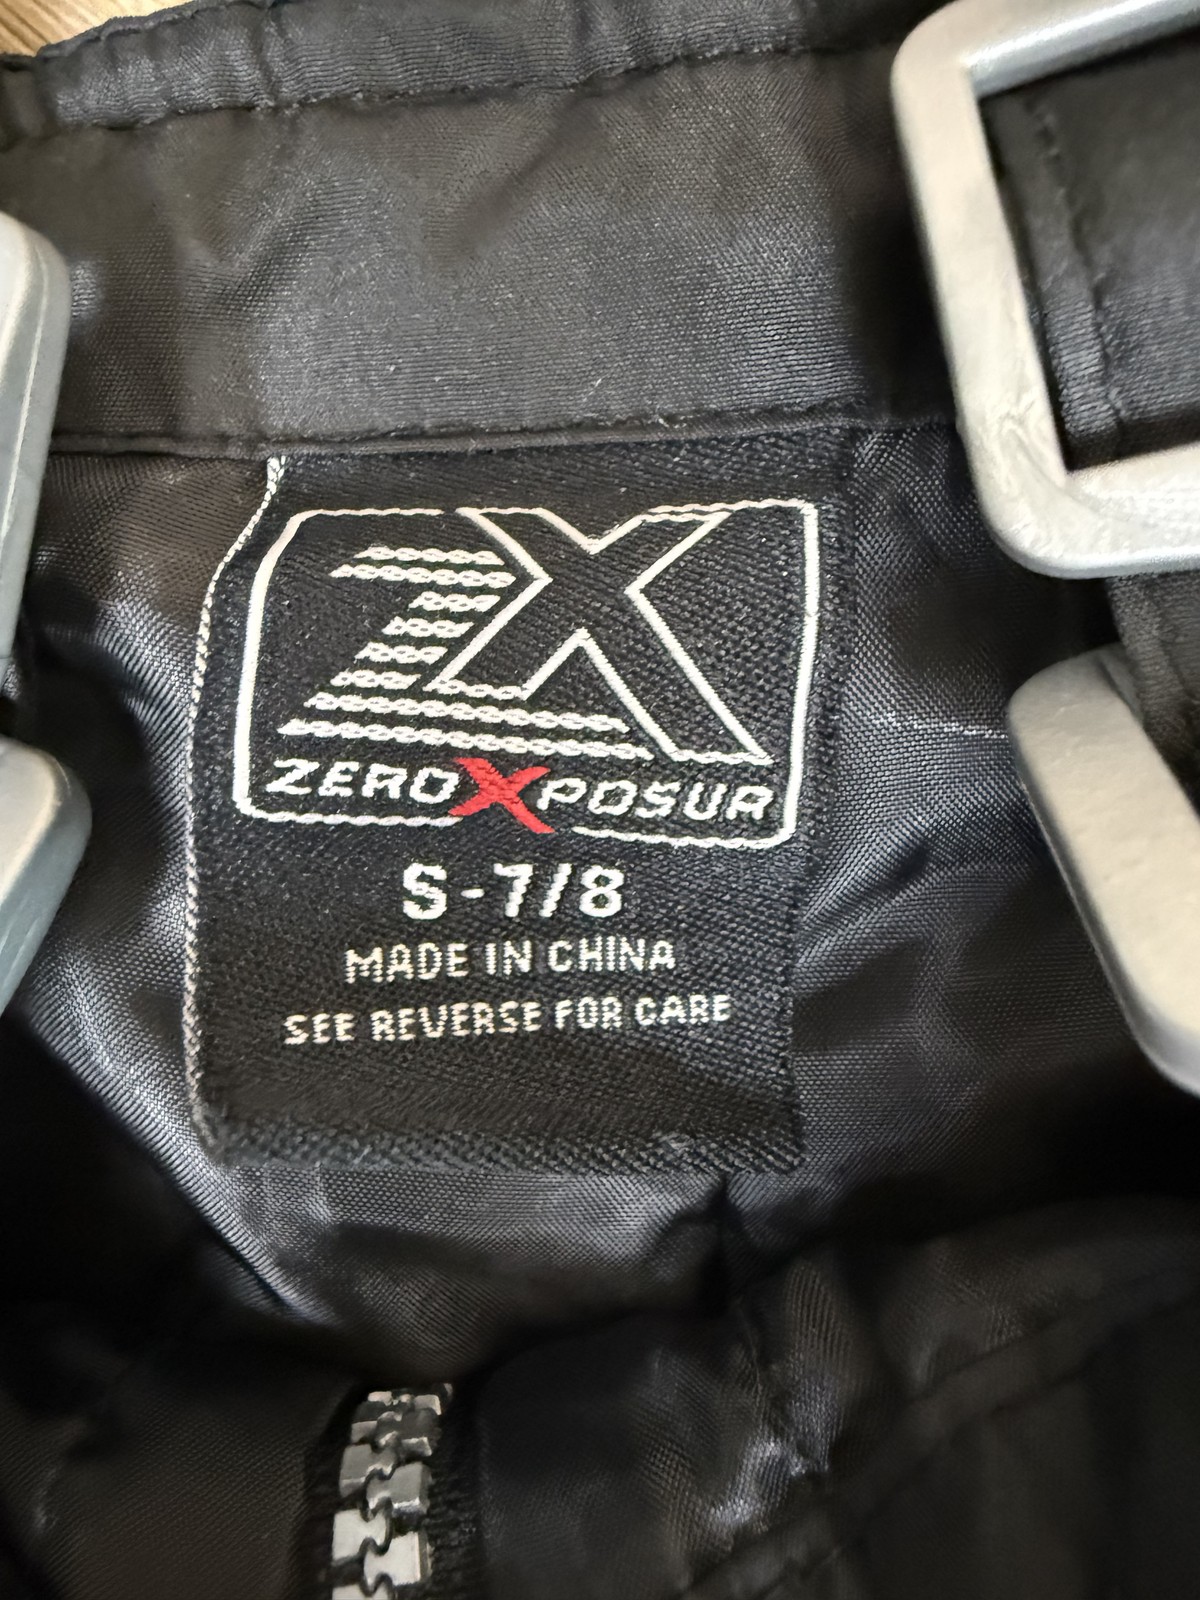 ZX
ZEROXPOSUR
S-7/8
MADE IN CHINA
SEE REVERSE FOR CARE